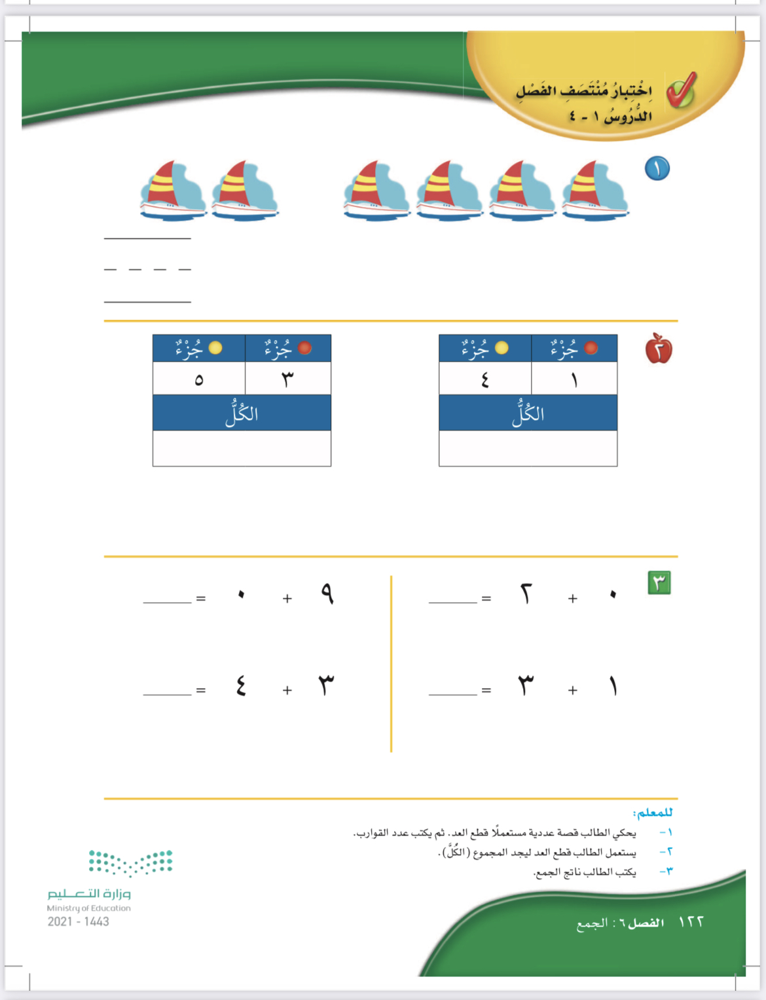 اِخْتِبارُ مُنْتَصَفِ الفَصْلِ
الدُّرُوسُ ١ - ٤
١
٢
جُزْءٌ جُزْءٌ
١ ٤
الكُلُّ
جُزْءٌ جُزْءٌ
٣ ٥
الكُلُّ
٣
٠ + ٢ = ____
٩ + ٠ = ____
١ + ٣ = ____
٣ + ٤ = ____
للمعلم:
١- يحكي الطالب قصة عددية مستعملًا قطع العد. ثم يكتب عدد القوارب.
٢- يستعمل الطالب قطع العد ليجد المجموع (الكُلَّ).
٣- يكتب الطالب ناتج الجمع.
وزارة التعليم
Ministry of Education
2021 - 1443
١٢٢ الفصل ٦ : الجمع